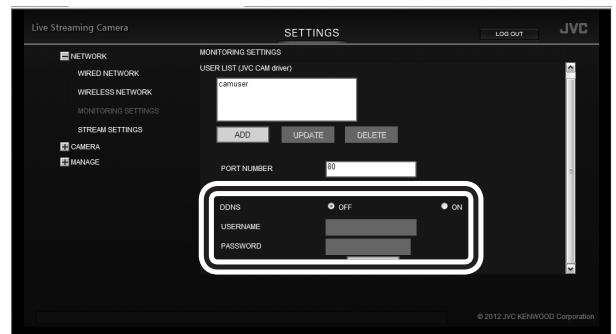 Live Streaming Camera
SETTINGS
LOG OUT
JVC
NETWORK
WIRED NETWORK
WIRELESS NETWORK
MONITORING SETTINGS
STREAM SETTINGS
CAMERA
MANAGE
MONITORING SETTINGS
USER LIST (JVC CAM driver)
camuser
ADD UPDATE DELETE
PORT NUMBER 80
DDNS OFF ON
USERNAME
PASSWORD
© 2012 JVC KENWOOD Corporation